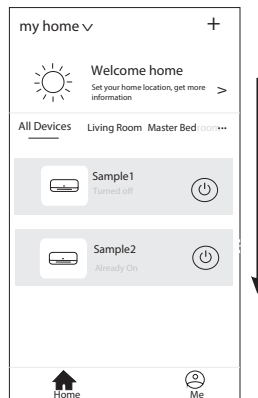 my home
Welcome home
Set your home location, get more
information
All Devices Living Room Master Bedroom
Sample1
Turned off
Sample2
Already On
Home
Me